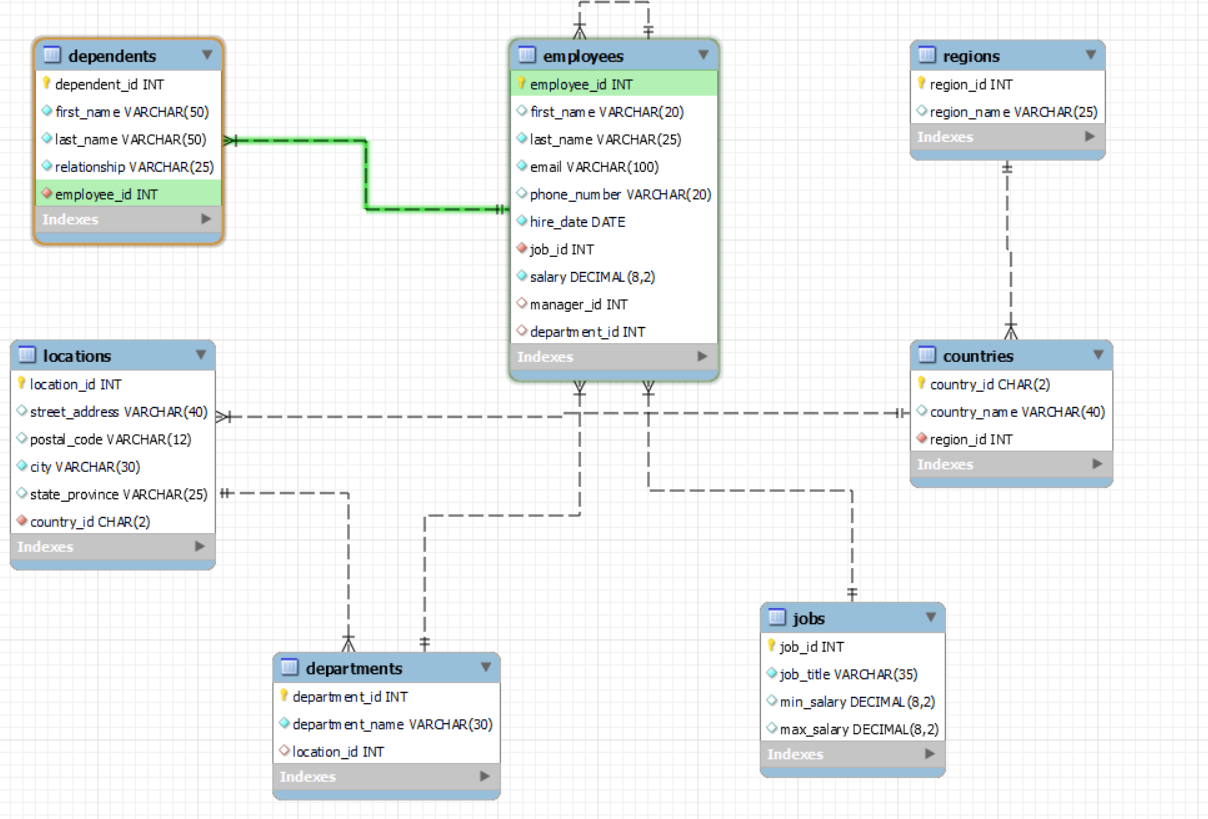 dependents
dependent_id INT
first_name VARCHAR(50)
last_name VARCHAR(50)
relationship VARCHAR(25)
employee_id INT
Indexes
employees
employee_id INT
first_name VARCHAR(20)
last_name VARCHAR(25)
email VARCHAR(100)
phone_number VARCHAR(20)
hire_date DATE
job_id INT
salary DECIMAL(8,2)
manager_id INT
department_id INT
Indexes
regions
region_id INT
region_name VARCHAR(25)
Indexes
locations
location_id INT
street_address VARCHAR(40)
postal_code VARCHAR(12)
city VARCHAR(30)
state_province VARCHAR(25)
country_id CHAR(2)
Indexes
countries
country_id CHAR(2)
country_name VARCHAR(40)
region_id INT
Indexes
departments
department_id INT
department_name VARCHAR(30)
location_id INT
Indexes
jobs
job_id INT
job_title VARCHAR(35)
min_salary DECIMAL(8,2)
max_salary DECIMAL(8,2)
Indexes